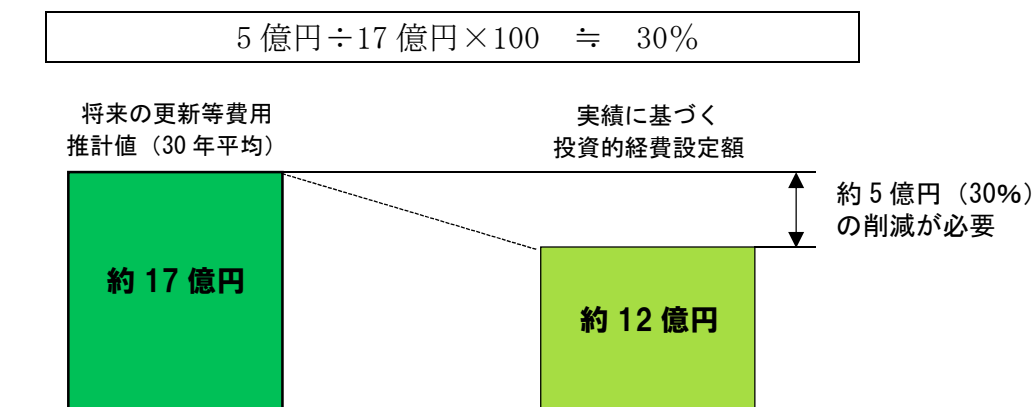 5 億円÷17 億円×100 ≒ 30%
将来の更新等費用
推計値（30 年平均）
実績に基づく
投資的経費設定額
約 5 億円（30%）
の削減が必要
約 17 億円
約 12 億円